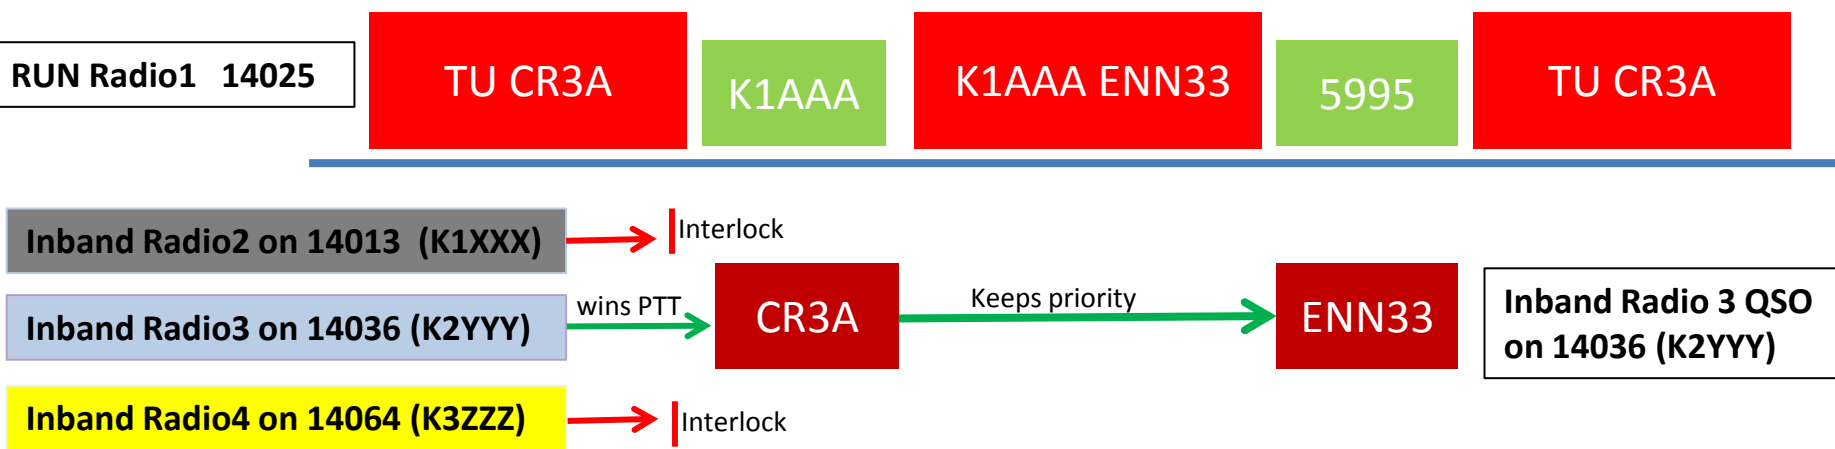 RUN Radio1 14025
TU CR3A
K1AAA
K1AAA ENN33
5995
TU CR3A
Inband Radio2 on 14013 (K1XXX)
Interlock
Inband Radio3 on 14036 (K2YYY)
wins PTT
CR3A
Keeps priority
ENN33
Inband Radio 3 QSO
on 14036 (K2YYY)
Inband Radio4 on 14064 (K3ZZZ)
Interlock